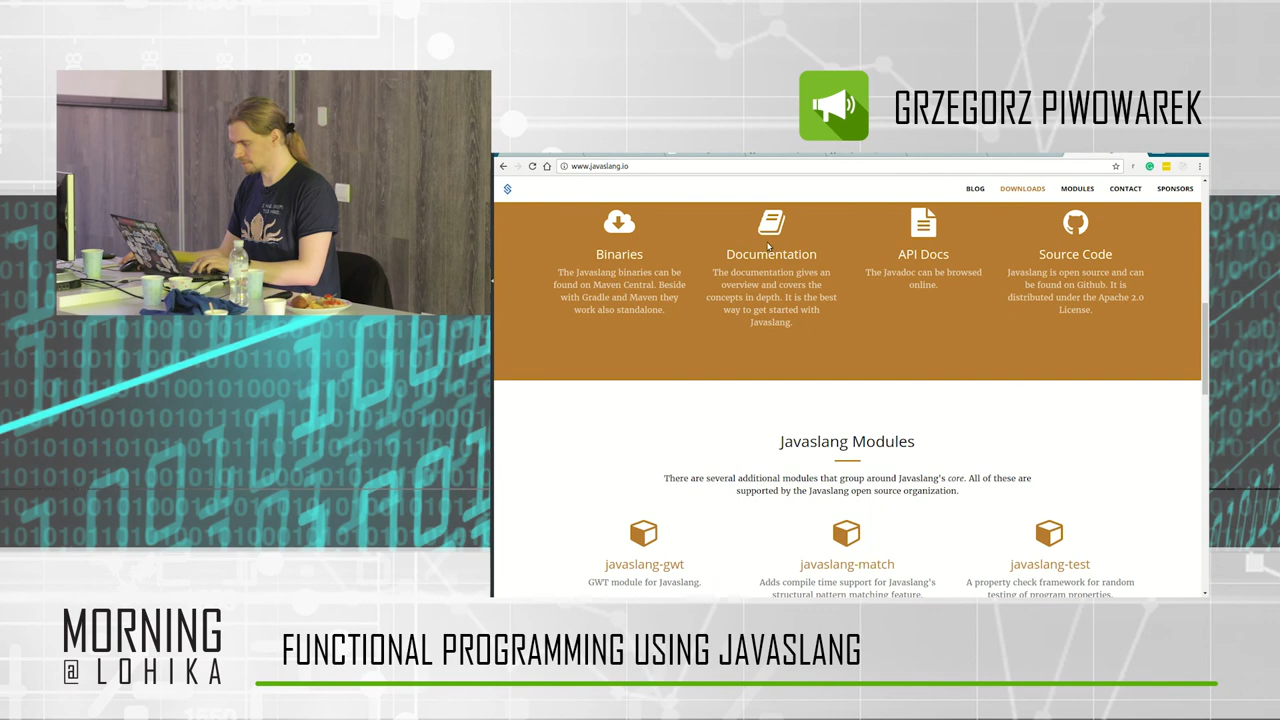 GRZEGORZ PIWOWAREK
www.javaslang.io
BLOG
DOWNLOADS
MODULES
CONTACT
SPONSORS
Binaries
The Javaslang binaries can be
found on Maven Central. Beside
with Gradle and Maven they
work also standalone.
Documentation
The documentation gives an
overview and covers the
concepts in depth. It is the best
way to get started with
Javaslang.
API Docs
The Javadoc can be browsed
online.
Source Code
Javaslang is open source and can
be found on Github. It is
distributed under the Apache 2.0
License.
Javaslang Modules
There are several additional modules that group around Javaslang's core. All of these are
supported by the Javaslang open source organization.
javaslang-gwt
GWT module for Javaslang.
javaslang-match
Adds compile time support for Javaslang's
structural pattern matching feature.
javaslang-test
A property check framework for random
testing of program properties.
MORNING
@ LOHIKA
FUNCTIONAL PROGRAMMING USING JAVASLANG